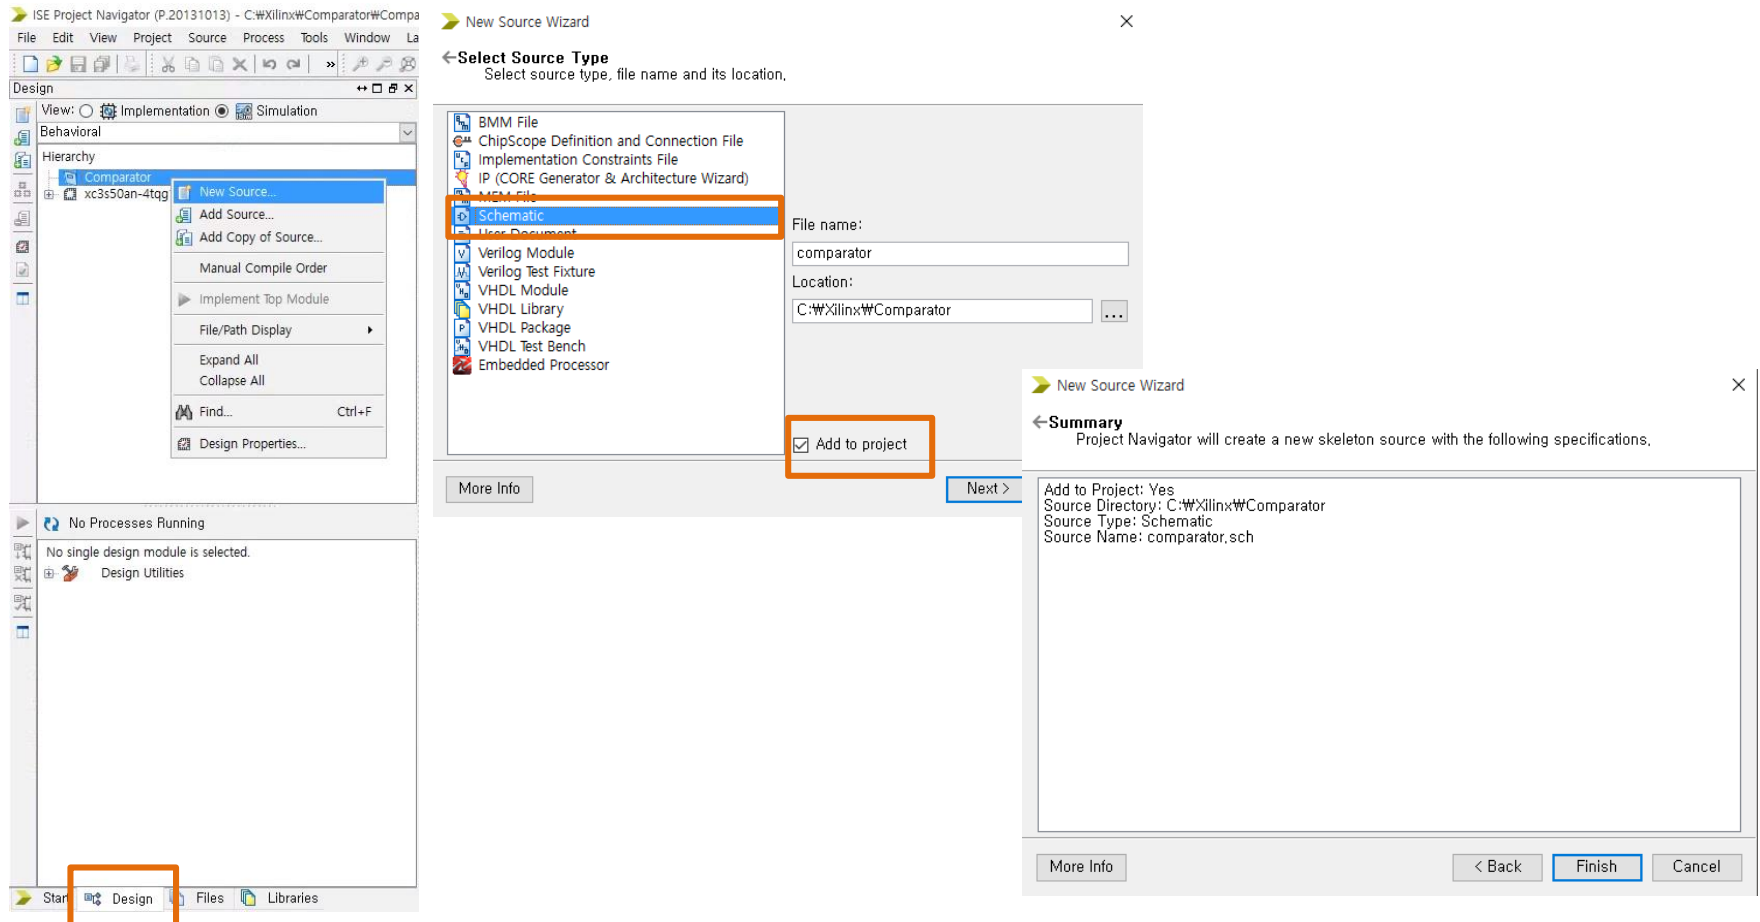 ISE Project Navigator (P.20131013) - C:₩Xilinx₩Comparator₩Compa
File Edit View Project Source Process Tools Window La
»
Design
View: Implementation Simulation
Behavioral
Hierarchy
Comparator
xc3s50an-4tqg
New Source...
Add Source...
Add Copy of Source...
Manual Compile Order
Implement Top Module
File/Path Display
Expand All
Collapse All
Find... Ctrl+F
Design Properties...
No Processes Running
No single design module is selected.
Design Utilities
Start Design Files Libraries
New Source Wizard
Select Source Type
Select source type, file name and its location.
BMM File
ChipScope Definition and Connection File
Implementation Constraints File
IP (CORE Generator & Architecture Wizard)
MEM File
Schematic
User Document
Verilog Module
Verilog Test Fixture
VHDL Module
VHDL Library
VHDL Package
VHDL Test Bench
Embedded Processor
File name:
comparator
Location:
C:₩Xilinx₩Comparator
...
Add to project
More Info Next >
New Source Wizard
Summary
Project Navigator will create a new skeleton source with the following specifications.
Add to Project: Yes
Source Directory: C:₩Xilinx₩Comparator
Source Type: Schematic
Source Name: comparator.sch
More Info < Back Finish Cancel